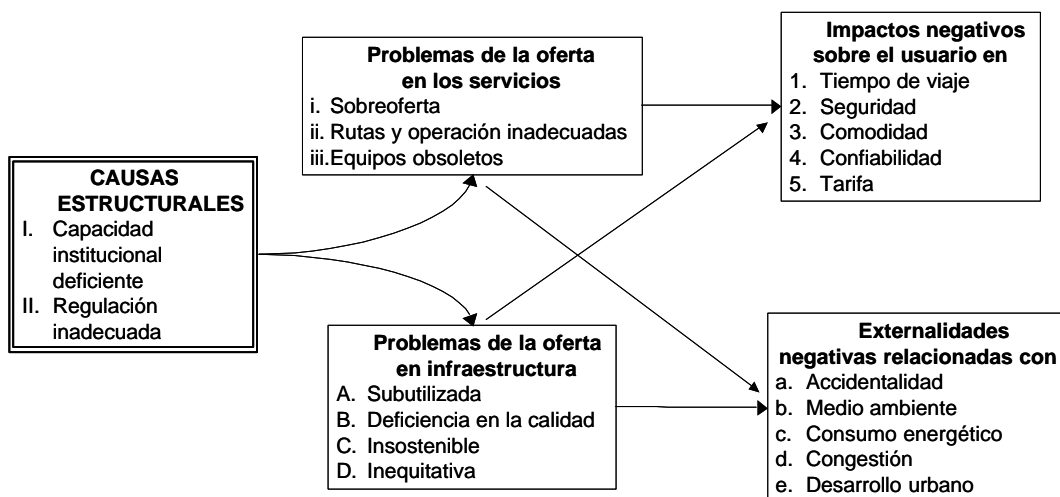 CAUSAS
ESTRUCTURALES
I. Capacidad
institucional
deficiente
II. Regulación
inadecuada
Problemas de la oferta
en los servicios
i. Sobreoferta
ii. Rutas y operación inadecuadas
iii.Equipos obsoletos
Problemas de la oferta
en infraestructura
A. Subutilizada
B. Deficiencia en la calidad
C. Insostenible
D. Inequitativa
Impactos negativos
sobre el usuario en
1. Tiempo de viaje
2. Seguridad
3. Comodidad
4. Confiabilidad
5. Tarifa
Externalidades
negativas relacionadas con
a. Accidentalidad
b. Medio ambiente
c. Consumo energético
d. Congestión
e. Desarrollo urbano